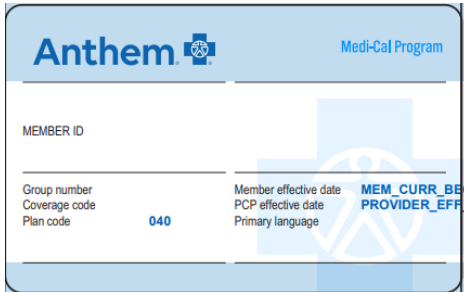 Anthem
Medi-Cal Program
MEMBER ID
Group number
Coverage code
Plan code 040
Member effective date MEM_CURR_BE
PCP effective date PROVIDER_EFF_
Primary language